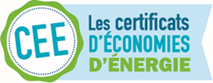 CEE
Les certificats
D'ÉCONOMIES
D'ÉNERGIE